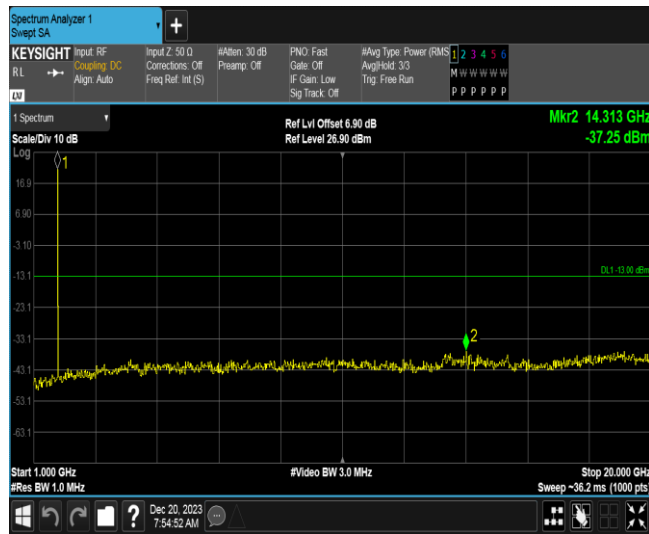 Spectrum Analyzer 1
Swept SA
+
KEYSIGHT Input: RF Input Z: 50 Ω #Atten: 30 dB PNO: Fast #Avg Type: Power (RMS 1 2 3 4 5 6
RL Coupling: DC Corrections: Off Preamp: Off Gate: Off Avg|Hold: 3/3 M W W W W W
Align: Auto Freq Ref: Int (S) IF Gain: Low Trig: Free Run
LXI Sig Track: Off P P P P P P
1 Spectrum Ref Lvl Offset 6.90 dB Mkr2 14.313 GHz
Scale/Div 10 dB Ref Level 26.90 dBm -37.25 dBm
Log
1
16.9
6.90
-3.10
DL1 -13.00 dBm
-13.1
-23.1
-33.1
2
-43.1
-53.1
-63.1
Start 1.000 GHz #Video BW 3.0 MHz Stop 20.000 GHz
#Res BW 1.0 MHz Sweep ~36.2 ms (1000 pts)
? Dec 20, 2023
7:54:52 AM